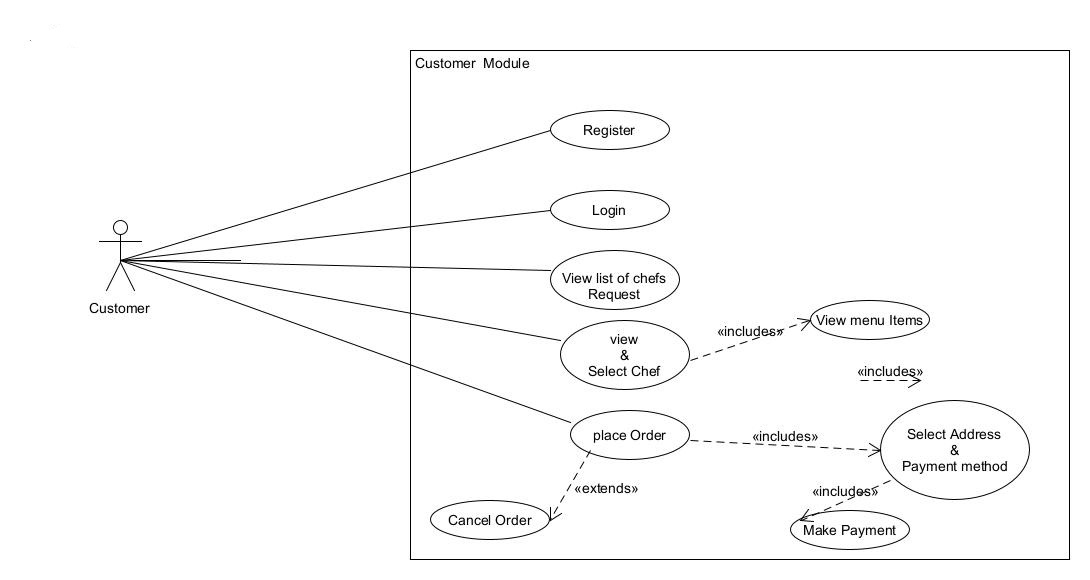 Customer Module
Register
Login
Customer
View list of chefs
Request
view
&
Select Chef
«includes»
View menu Items
«includes»
place Order
«includes»
Select Address
&
Payment method
«extends»
«includes»
Cancel Order
Make Payment